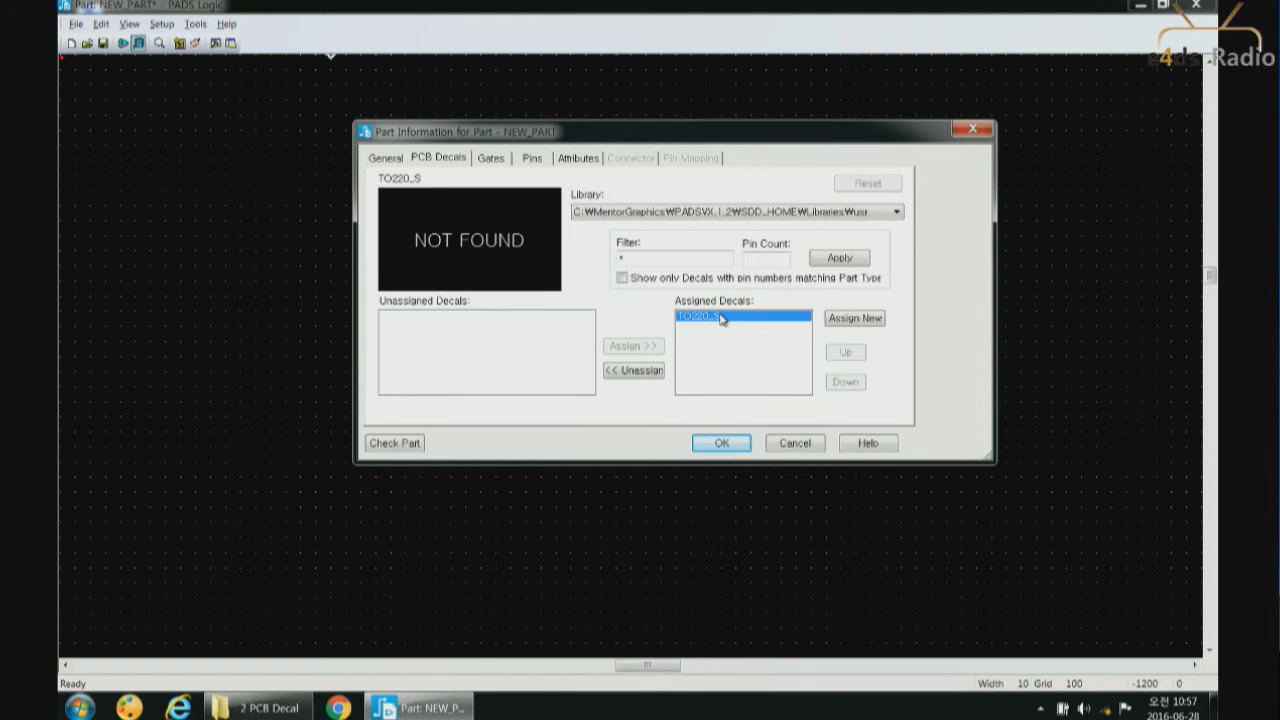 Part: NEW_PART* - PADS Logic
File Edit View Setup Tools Help
e4ds Radio
Part Information for Part - NEW_PART
General PCB Decals Gates Pins Attributes Connector Pin Mapping
TO220_S
Reset
NOT FOUND
Library:
C:₩MentorGraphics₩PADSVX.1.2₩SDD_HOME₩Libraries₩usr
Filter:
Pin Count:
*
Apply
Show only Decals with pin numbers matching Part Type
Unassigned Decals:
Assigned Decals:
TO220_S
Assign New
Assign >>
Up
<< Unassign
Down
Check Part
OK
Cancel
Help
Ready
Width 10 Grid 100 -1200 0
2 PCB Decal
Part: NEW_P...
오전 10:57
2016-06-28